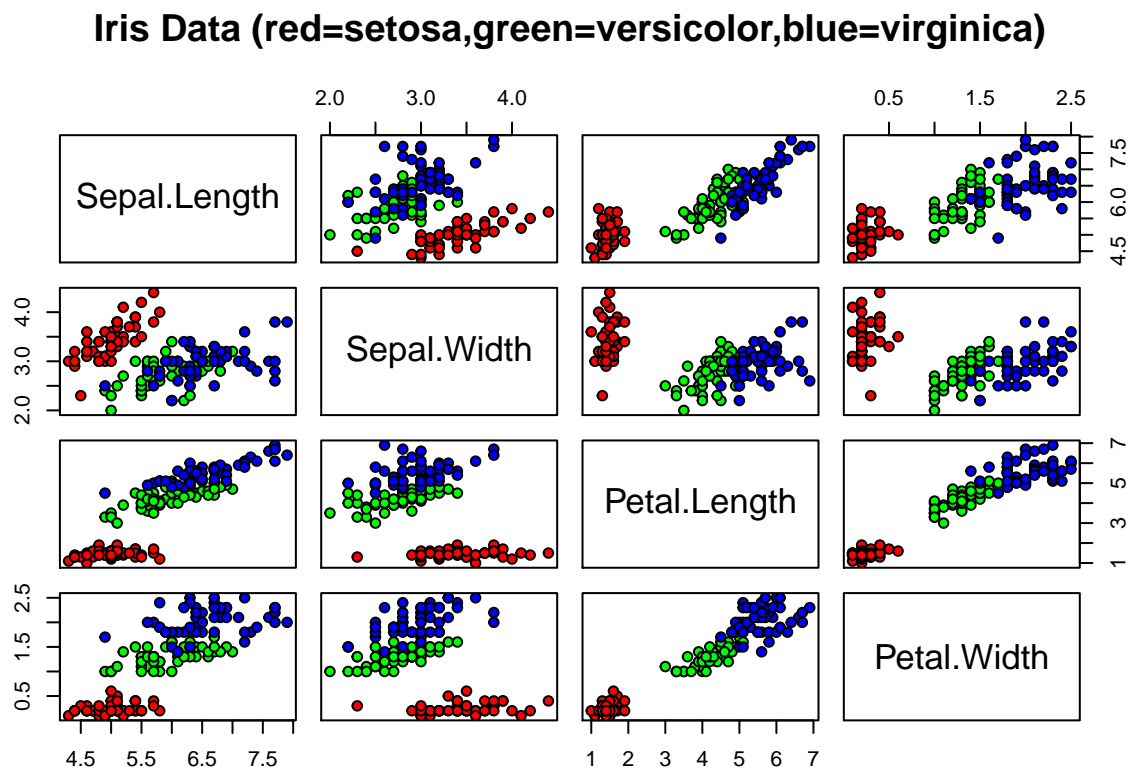 Iris Data (red=setosa,green=versicolor,blue=virginica)
2.0 3.0 4.0 0.5 1.5 2.5
Sepal.Length
4.5 6.0 7.5
2.0 3.0 4.0
Sepal.Width
Petal.Length
1 3 5 7
0.5 1.5 2.5
Petal.Width
4.5 5.5 6.5 7.5 1 2 3 4 5 6 7